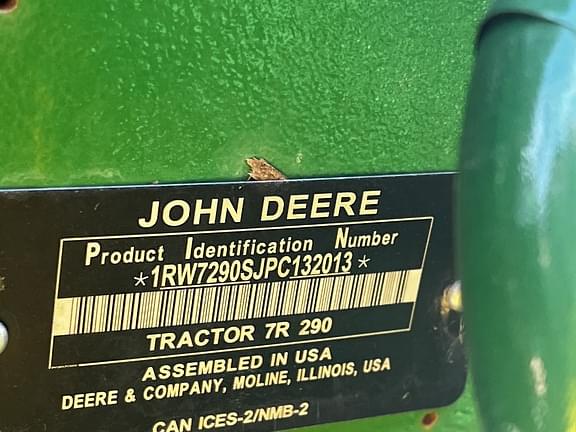 JOHN DEERE
Product Identification Number
*1RW7290SJPC132013*
TRACTOR 7R 290
ASSEMBLED IN USA
DEERE & COMPANY, MOLINE, ILLINOIS, USA
CAN ICES-2/NMB-2